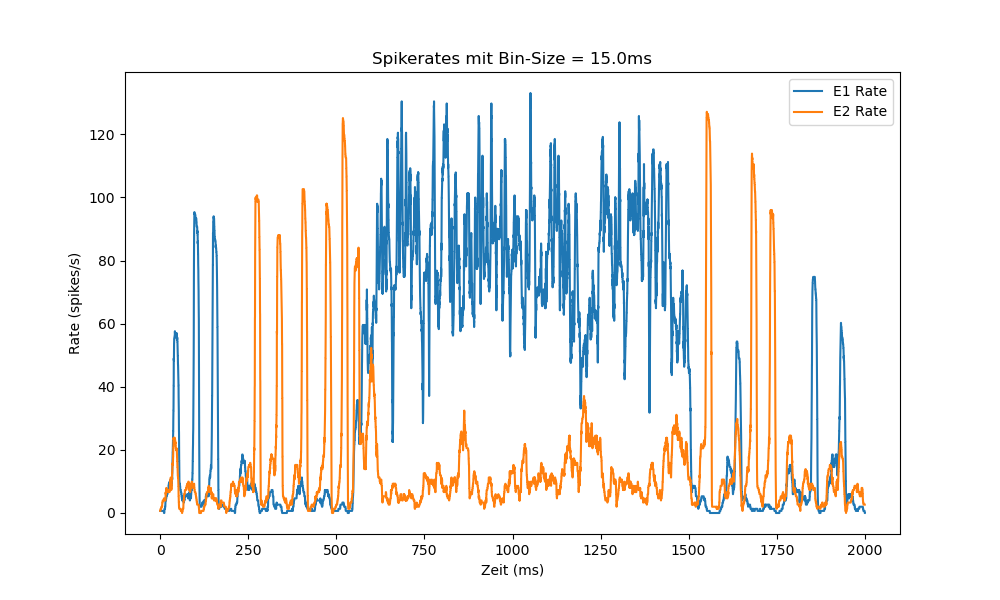 Spikerates mit Bin-Size = 15.0ms
E1 Rate
E2 Rate
Rate (spikes/s)
120
100
80
60
40
20
0
0 250 500 750 1000 1250 1500 1750 2000
Zeit (ms)